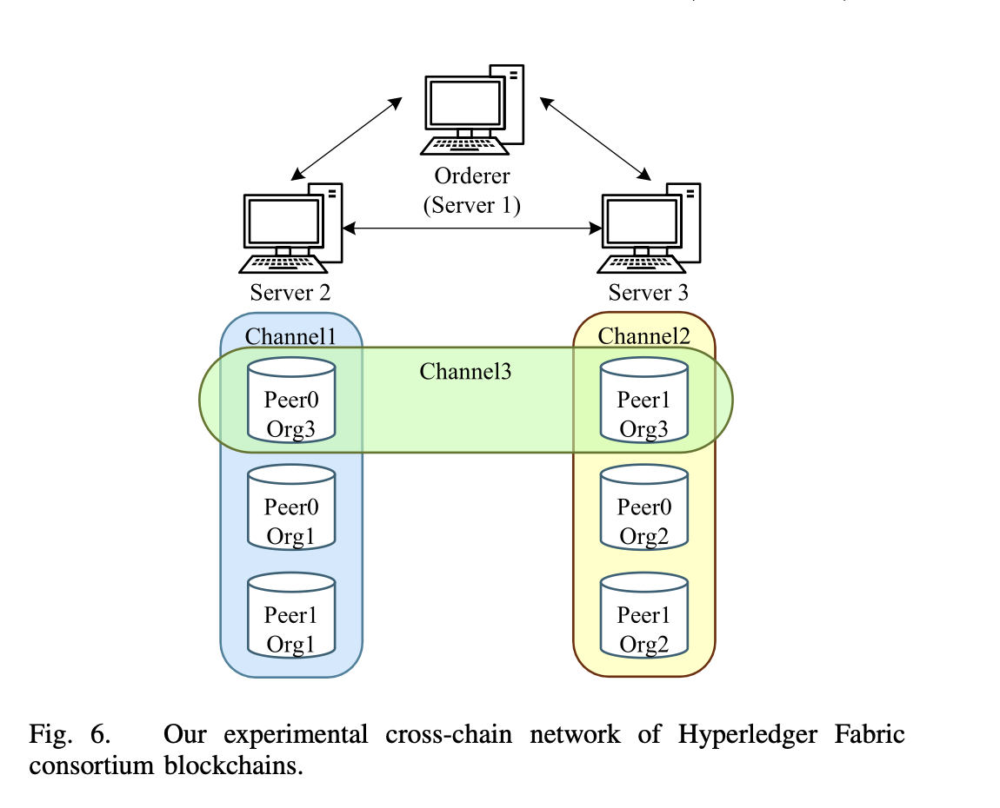 Orderer
(Server 1)
Server 2
Server 3
Channel1
Channel2
Channel3
Peer0
Org3
Peer1
Org3
Peer0
Org1
Peer0
Org2
Peer1
Org1
Peer1
Org2
Fig. 6. Our experimental cross-chain network of Hyperledger Fabric
consortium blockchains.